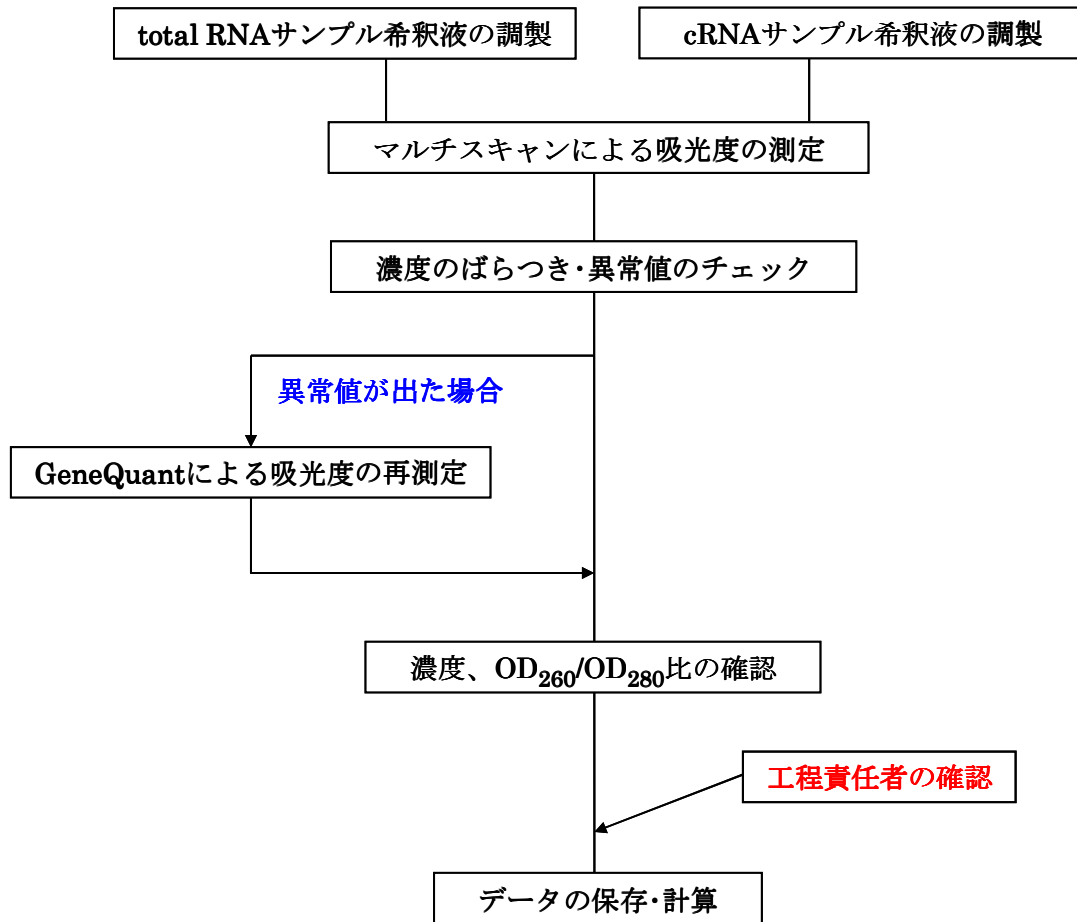 total RNAサンプル希釈液の調製
cRNAサンプル希釈液の調製
マルチスキャンによる吸光度の測定
濃度のばらつき･異常値のチェック
異常値が出た場合
GeneQuantによる吸光度の再測定
濃度、OD260/OD280比の確認
工程責任者の確認
データの保存･計算